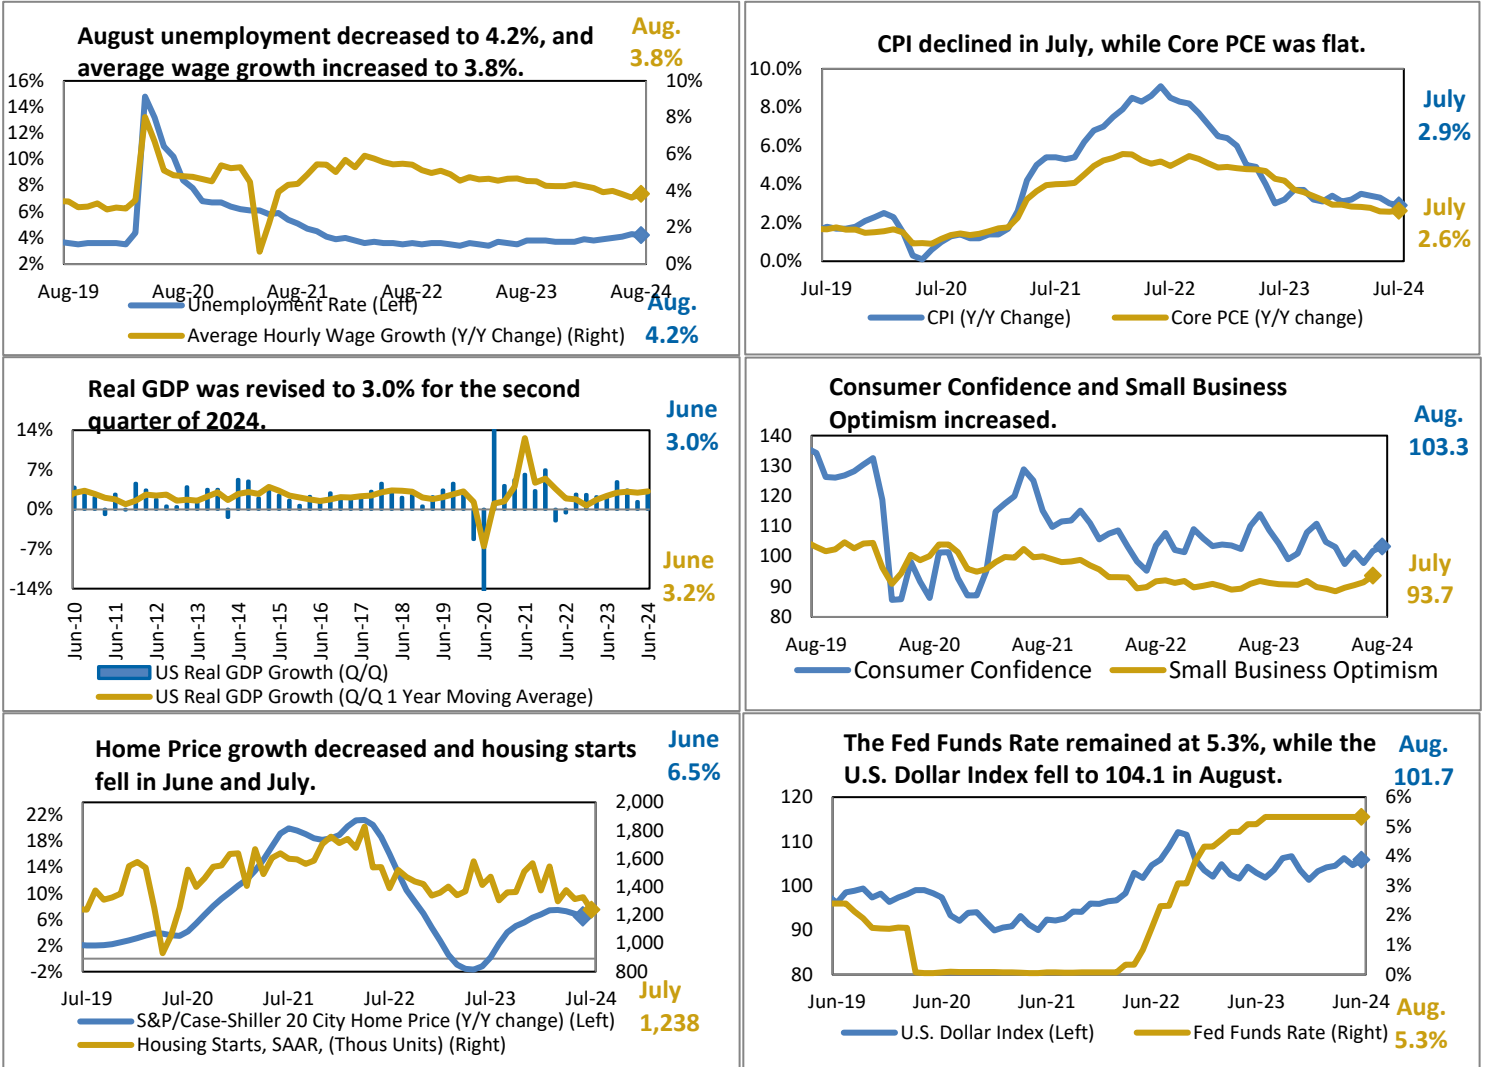 August unemployment decreased to 4.2%, and
average wage growth increased to 3.8%.
Aug.
3.8%
16%
14%
12%
10%
8%
6%
4%
2%
10%
8%
6%
4%
2%
0%
Aug-19 Aug-20 Aug-21 Aug-22 Aug-23 Aug-24
Unemployment Rate (Left)
Average Hourly Wage Growth (Y/Y Change) (Right)
Aug.
4.2%
CPI declined in July, while Core PCE was flat.
10.0%
8.0%
6.0%
4.0%
2.0%
0.0%
July
2.9%
July
2.6%
Jul-19 Jul-20 Jul-21 Jul-22 Jul-23 Jul-24
CPI (Y/Y Change) Core PCE (Y/Y change)
Real GDP was revised to 3.0% for the second
quarter of 2024.
June
3.0%
14%
7%
0%
-7%
-14%
June
3.2%
Jun-10 Jun-11 Jun-12 Jun-13 Jun-14 Jun-15 Jun-16 Jun-17 Jun-18 Jun-19 Jun-20 Jun-21 Jun-22 Jun-23 Jun-24
US Real GDP Growth (Q/Q)
US Real GDP Growth (Q/Q 1 Year Moving Average)
Consumer Confidence and Small Business
Optimism increased.
Aug.
103.3
140
130
120
110
100
90
80
July
93.7
Aug-19 Aug-20 Aug-21 Aug-22 Aug-23 Aug-24
Consumer Confidence Small Business Optimism
Home Price growth decreased and housing starts
fell in June and July.
June
6.5%
22%
18%
14%
10%
6%
2%
-2%
2,000
1,800
1,600
1,400
1,200
1,000
800
Jul-19 Jul-20 Jul-21 Jul-22 Jul-23 Jul-24
S&P/Case-Shiller 20 City Home Price (Y/Y change) (Left)
Housing Starts, SAAR, (Thous Units) (Right)
July
1,238
The Fed Funds Rate remained at 5.3%, while the
U.S. Dollar Index fell to 104.1 in August.
Aug.
101.7
120
110
100
90
80
6%
5%
4%
3%
2%
1%
0%
Jun-19 Jun-20 Jun-21 Jun-22 Jun-23 Jun-24
U.S. Dollar Index (Left) Fed Funds Rate (Right)
Aug.
5.3%